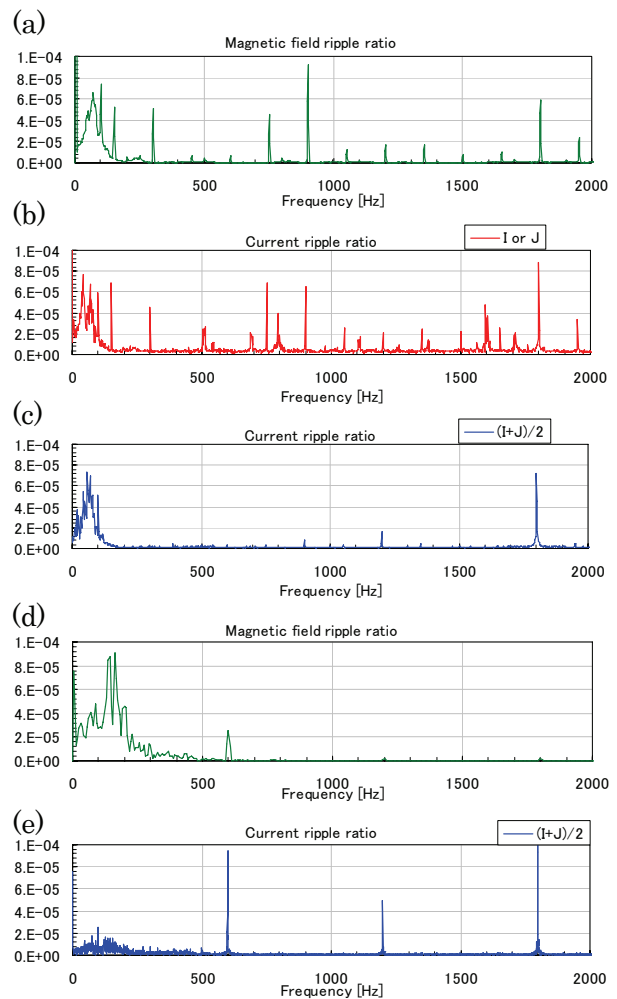 (a)
Magnetic field ripple ratio
1.E-04
8.E-05
6.E-05
4.E-05
2.E-05
0.E+00
0 500 1000 1500 2000
Frequency [Hz]
(b)
Current ripple ratio
I or J
1.E-04
8.E-05
6.E-05
4.E-05
2.E-05
0.E+00
0 500 1000 1500 2000
Frequency [Hz]
(c)
Current ripple ratio
(I+J)/2
1.E-04
8.E-05
6.E-05
4.E-05
2.E-05
0.E+00
0 500 1000 1500 2000
Frequency [Hz]
(d)
Magnetic field ripple ratio
1.E-04
8.E-05
6.E-05
4.E-05
2.E-05
0.E+00
0 500 1000 1500 2000
Frequency [Hz]
(e)
Current ripple ratio
(I+J)/2
1.E-04
8.E-05
6.E-05
4.E-05
2.E-05
0.E+00
0 500 1000 1500 2000
Frequency [Hz]